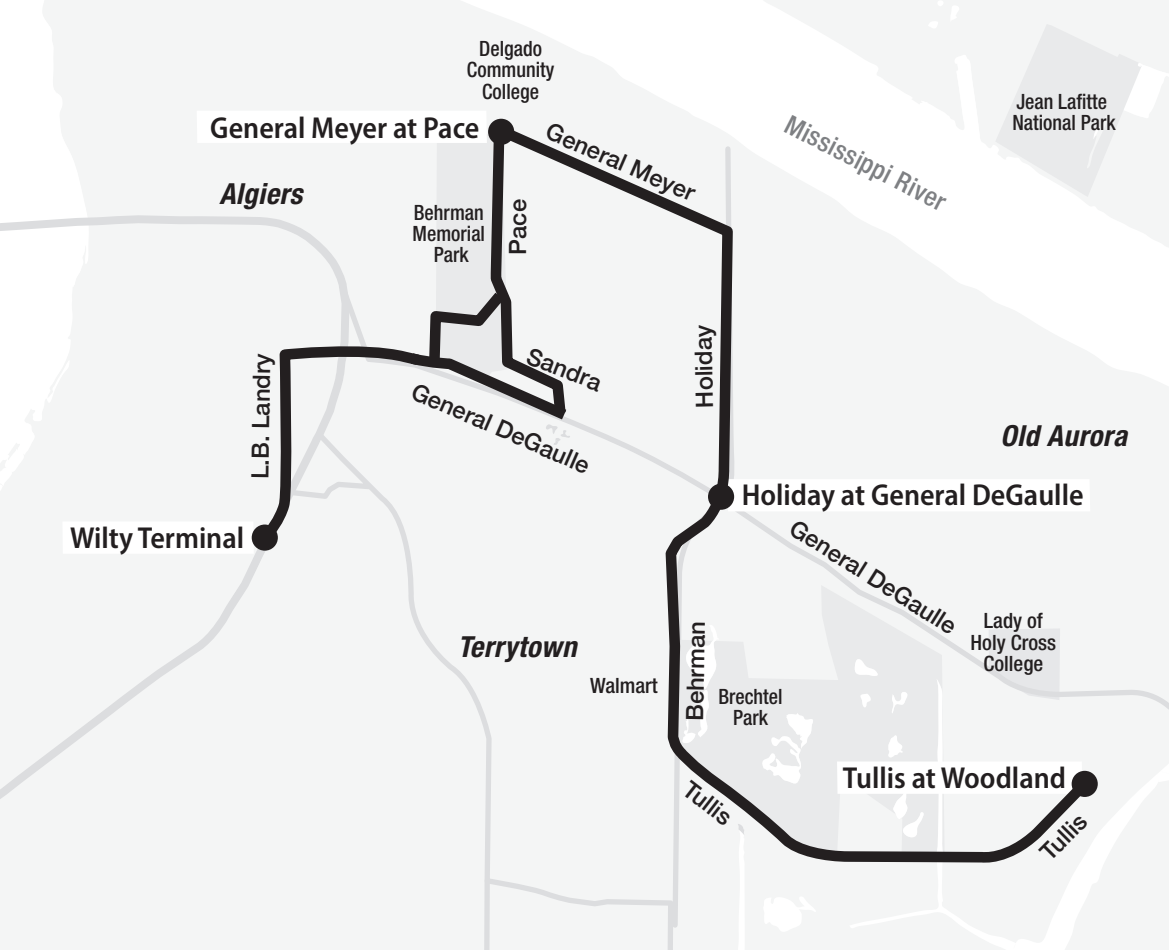 Delgado
Community
College
General Meyer at Pace
General Meyer
Jean Lafitte
National Park
Mississippi River
Algiers
Behrman
Memorial
Park
Pace
Holiday
Sandra
L.B. Landry
General DeGaulle
Old Aurora
Holiday at General DeGaulle
Wilty Terminal
General DeGaulle
Lady of
Holy Cross
College
Terrytown
Walmart
Behrman
Brechtel
Park
Tullis at Woodland
Tullis
Tullis